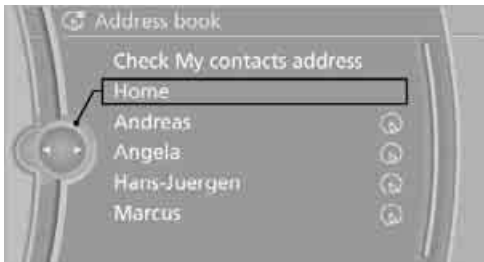 Address book
Check My contacts address
Home
Andreas
Angela
Hans-Juergen
Marcus